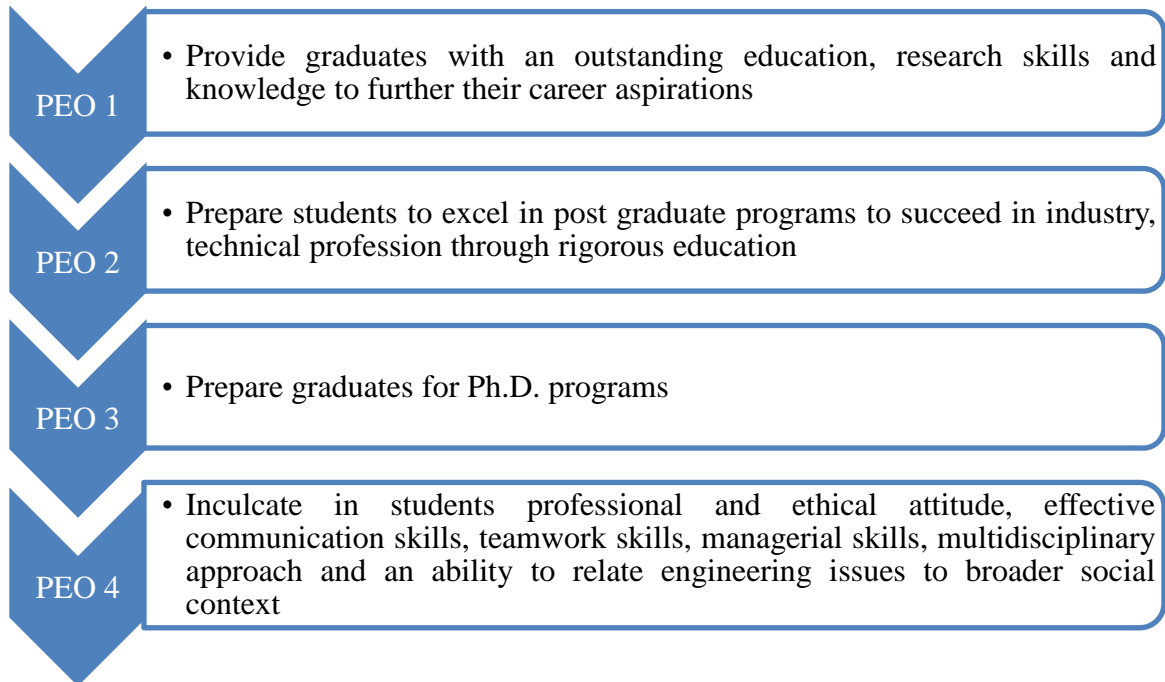 PEO 1
• Provide graduates with an outstanding education, research skills and
knowledge to further their career aspirations
PEO 2
• Prepare students to excel in post graduate programs to succeed in industry,
technical profession through rigorous education
PEO 3
• Prepare graduates for Ph.D. programs
PEO 4
• Inculcate in students professional and ethical attitude, effective
communication skills, teamwork skills, managerial skills, multidisciplinary
approach and an ability to relate engineering issues to broader social
context